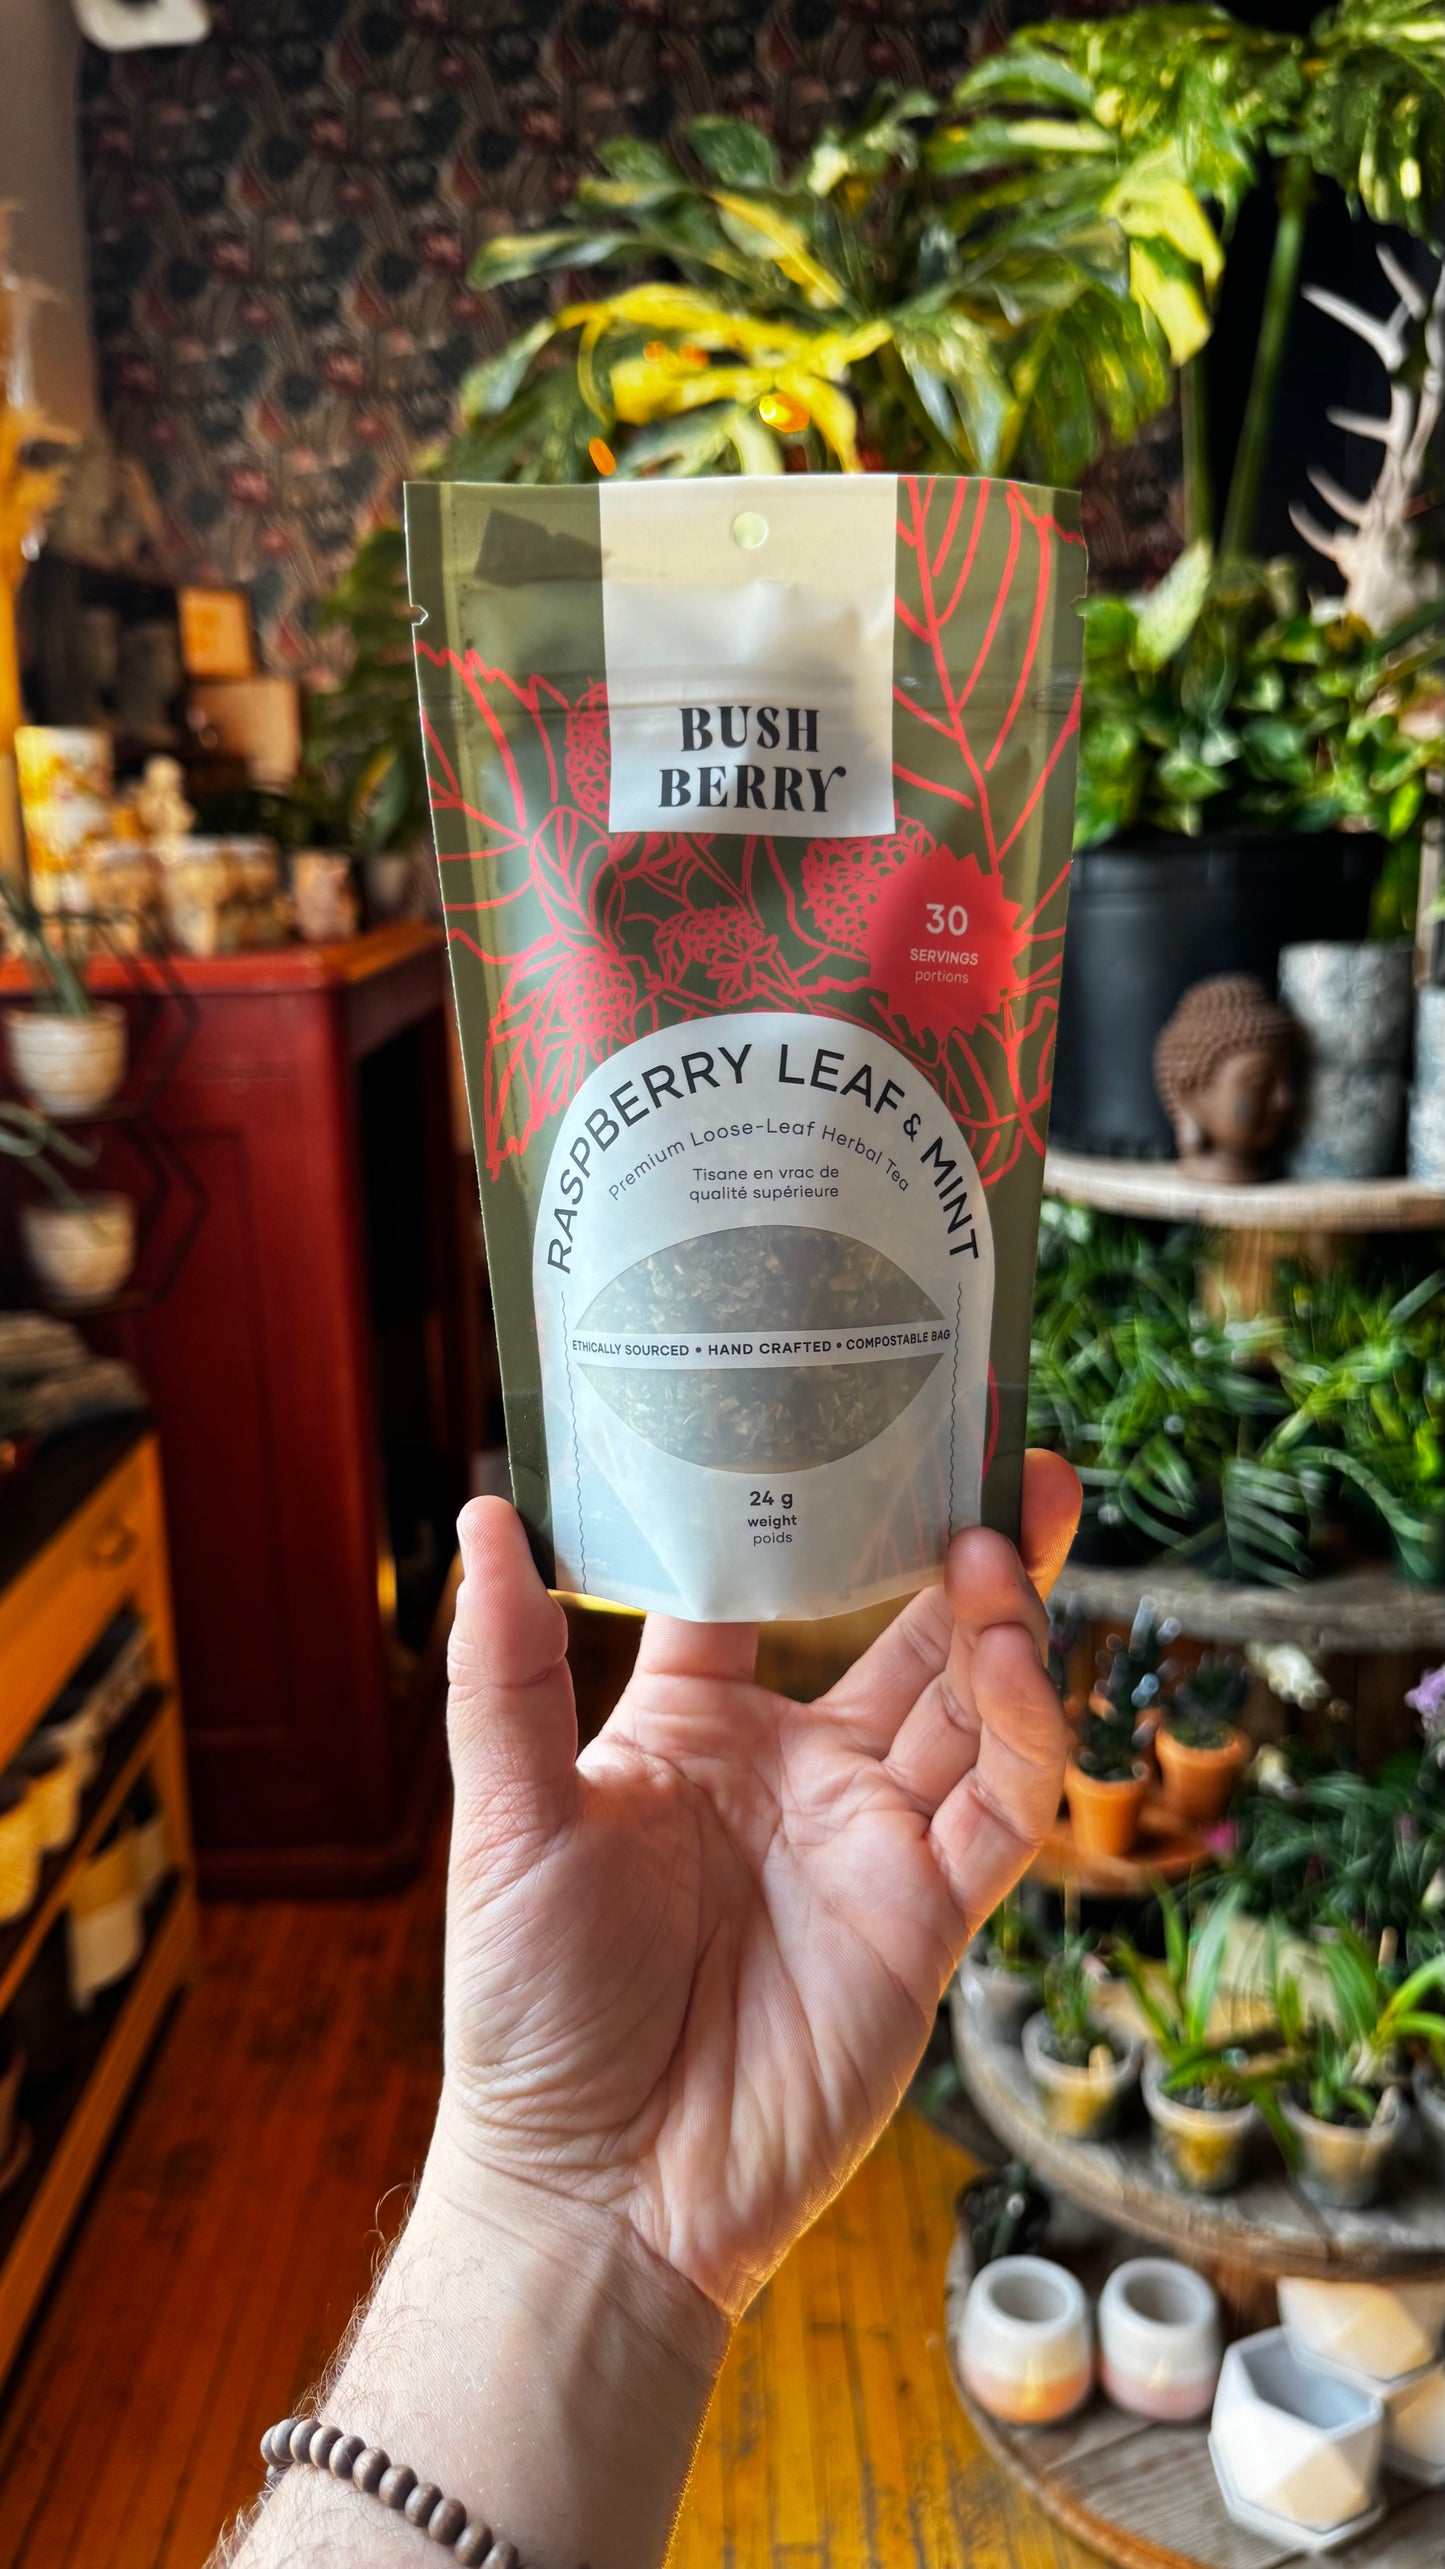 BUSH
BERRY
30
SERVINGS
portions
RASPBERRY LEAF & MINT
Premium Loose-Leaf Herbal Tea
Tisane en vrac de
qualité supérieure
ETHICALLY SOURCED • HAND CRAFTED • COMPOSTABLE BAG
24 g
weight
poids